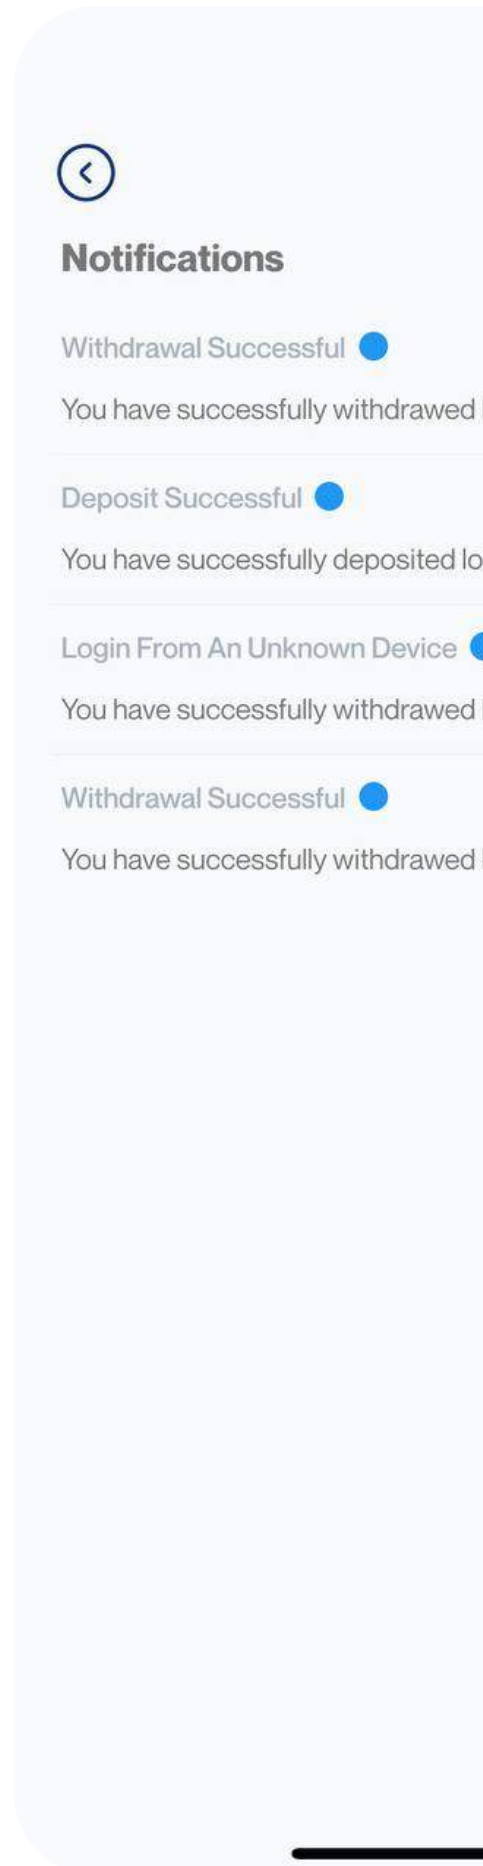 Notifications
Withdrawal Successful
You have successfully withdrawed
Deposit Successful
You have successfully deposited lo
Login From An Unknown Device
You have successfully withdrawed
Withdrawal Successful
You have successfully withdrawed